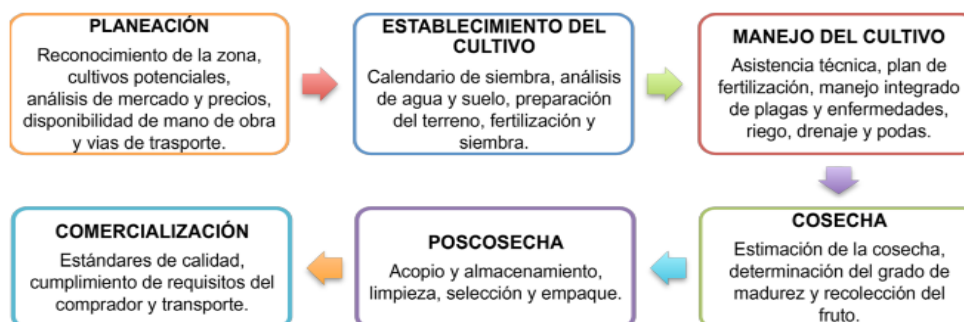 PLANEACIÓN
Reconocimiento de la zona,
cultivos potenciales,
análisis de mercado y precios,
disponibilidad de mano de obra
y vias de trasporte.
ESTABLECIMIENTO DEL
CULTIVO
Calendario de siembra, análisis
de agua y suelo, preparación
del terreno, fertilización y
siembra.
MANEJO DEL CULTIVO
Asistencia técnica, plan de
fertilización, manejo integrado
de plagas y enfermedades,
riego, drenaje y podas.
COSECHA
Estimación de la cosecha,
determinación del grado de
madurez y recolección del
fruto.
POSCOSECHA
Acopio y almacenamiento,
limpieza, selección y empaque.
COMERCIALIZACIÓN
Estándares de calidad,
cumplimiento de requisitos del
comprador y transporte.